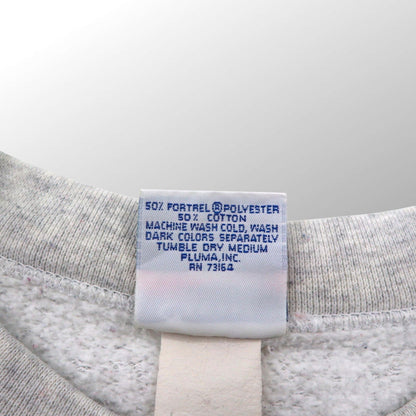 50% FORTREL®POLYESTER
50% COTTON
MACHINE WASH COLD, WASH
DARK COLORS SEPARATELY
TUMBLE DRY MEDIUM
PLUMA,INC.
RN 73164